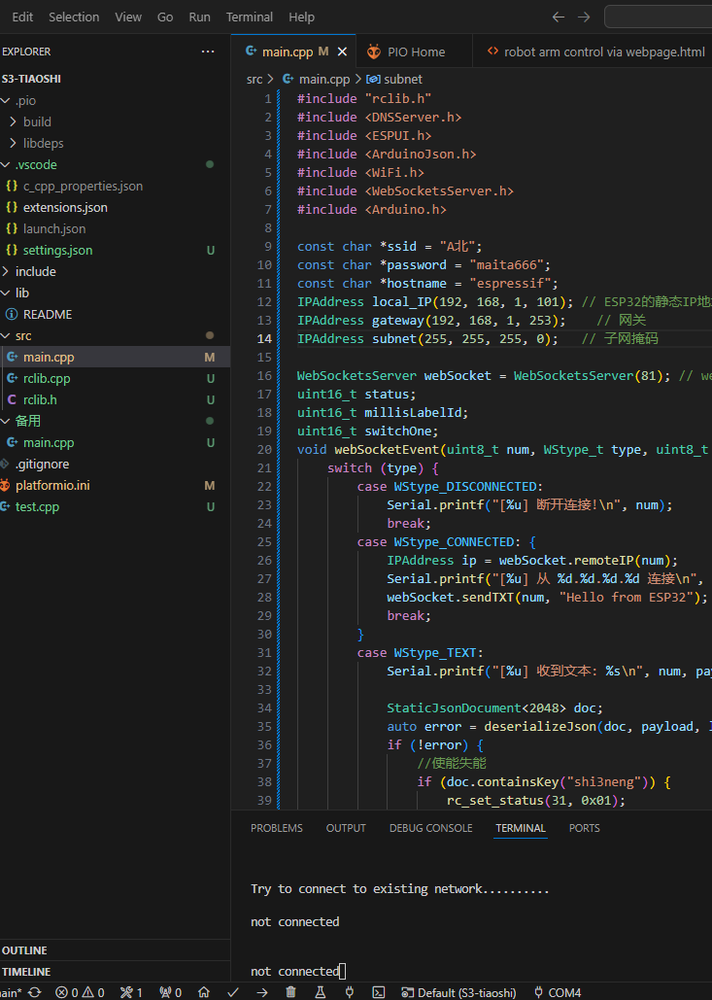 Edit Selection View Go Run Terminal Help
EXPLORER ···
S3-TIAOSHI
.pio
build
libdeps
.vscode
{} c_cpp_properties.json
{} extensions.json
{} launch.json
{} settings.json U
include
lib
README
src
main.cpp M
rclib.cpp U
C rclib.h U
备用
main.cpp U
.gitignore
platformio.ini M
test.cpp U
OUTLINE
TIMELINE
main.cpp M × PIO Home <> robot arm control via webpage.html
src > main.cpp > subnet
1 #include "rclib.h"
2 #include <DNSServer.h>
3 #include <ESPUI.h>
4 #include <ArduinoJson.h>
5 #include <WiFi.h>
6 #include <WebSocketsServer.h>
7 #include <Arduino.h>
8
9 const char *ssid = "A北";
10 const char *password = "maita666";
11 const char *hostname = "espressif";
12 IPAddress local_IP(192, 168, 1, 101); // ESP32的静态IP地
13 IPAddress gateway(192, 168, 1, 253); // 网关
14 IPAddress subnet(255, 255, 255, 0); // 子网掩码
15
16 WebSocketsServer webSocket = WebSocketsServer(81); // we
17 uint16_t status;
18 uint16_t millisLabelId;
19 uint16_t switchOne;
20 void webSocketEvent(uint8_t num, WStype_t type, uint8_t
21 switch (type) {
22 case WStype_DISCONNECTED:
23 Serial.printf("[%u] 断开连接!\n", num);
24 break;
25 case WStype_CONNECTED: {
26 IPAddress ip = webSocket.remoteIP(num);
27 Serial.printf("[%u] 从 %d.%d.%d.%d 连接\n",
28 webSocket.sendTXT(num, "Hello from ESP32");
29 break;
30 }
31 case WStype_TEXT:
32 Serial.printf("[%u] 收到文本: %s\n", num, pay
33
34 StaticJsonDocument<2048> doc;
35 auto error = deserializeJson(doc, payload, l
36 if (!error) {
37 //使能失能
38 if (doc.containsKey("shi3neng")) {
39 rc_set_status(31, 0x01);
PROBLEMS OUTPUT DEBUG CONSOLE TERMINAL PORTS
Try to connect to existing network..........
not connected
not connected
main* 0 0 1 0 Default (S3-tiaoshi) COM4